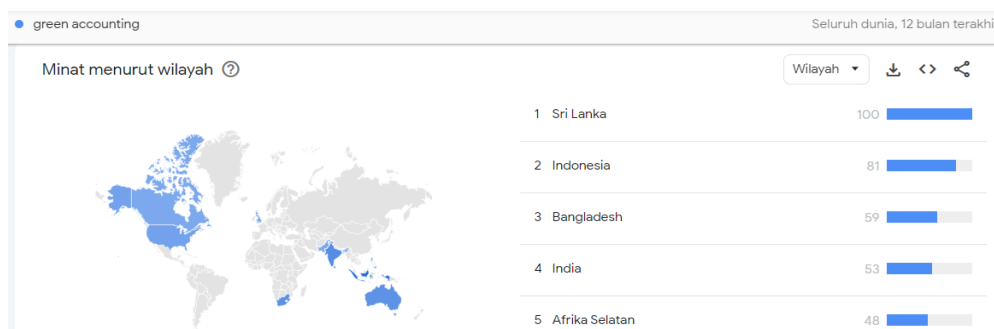 green accounting
Seluruh dunia, 12 bulan terakhi
Minat menurut wilayah ?
Wilayah
1 Sri Lanka 100
2 Indonesia 81
3 Bangladesh 59
4 India 53
5 Afrika Selatan 48